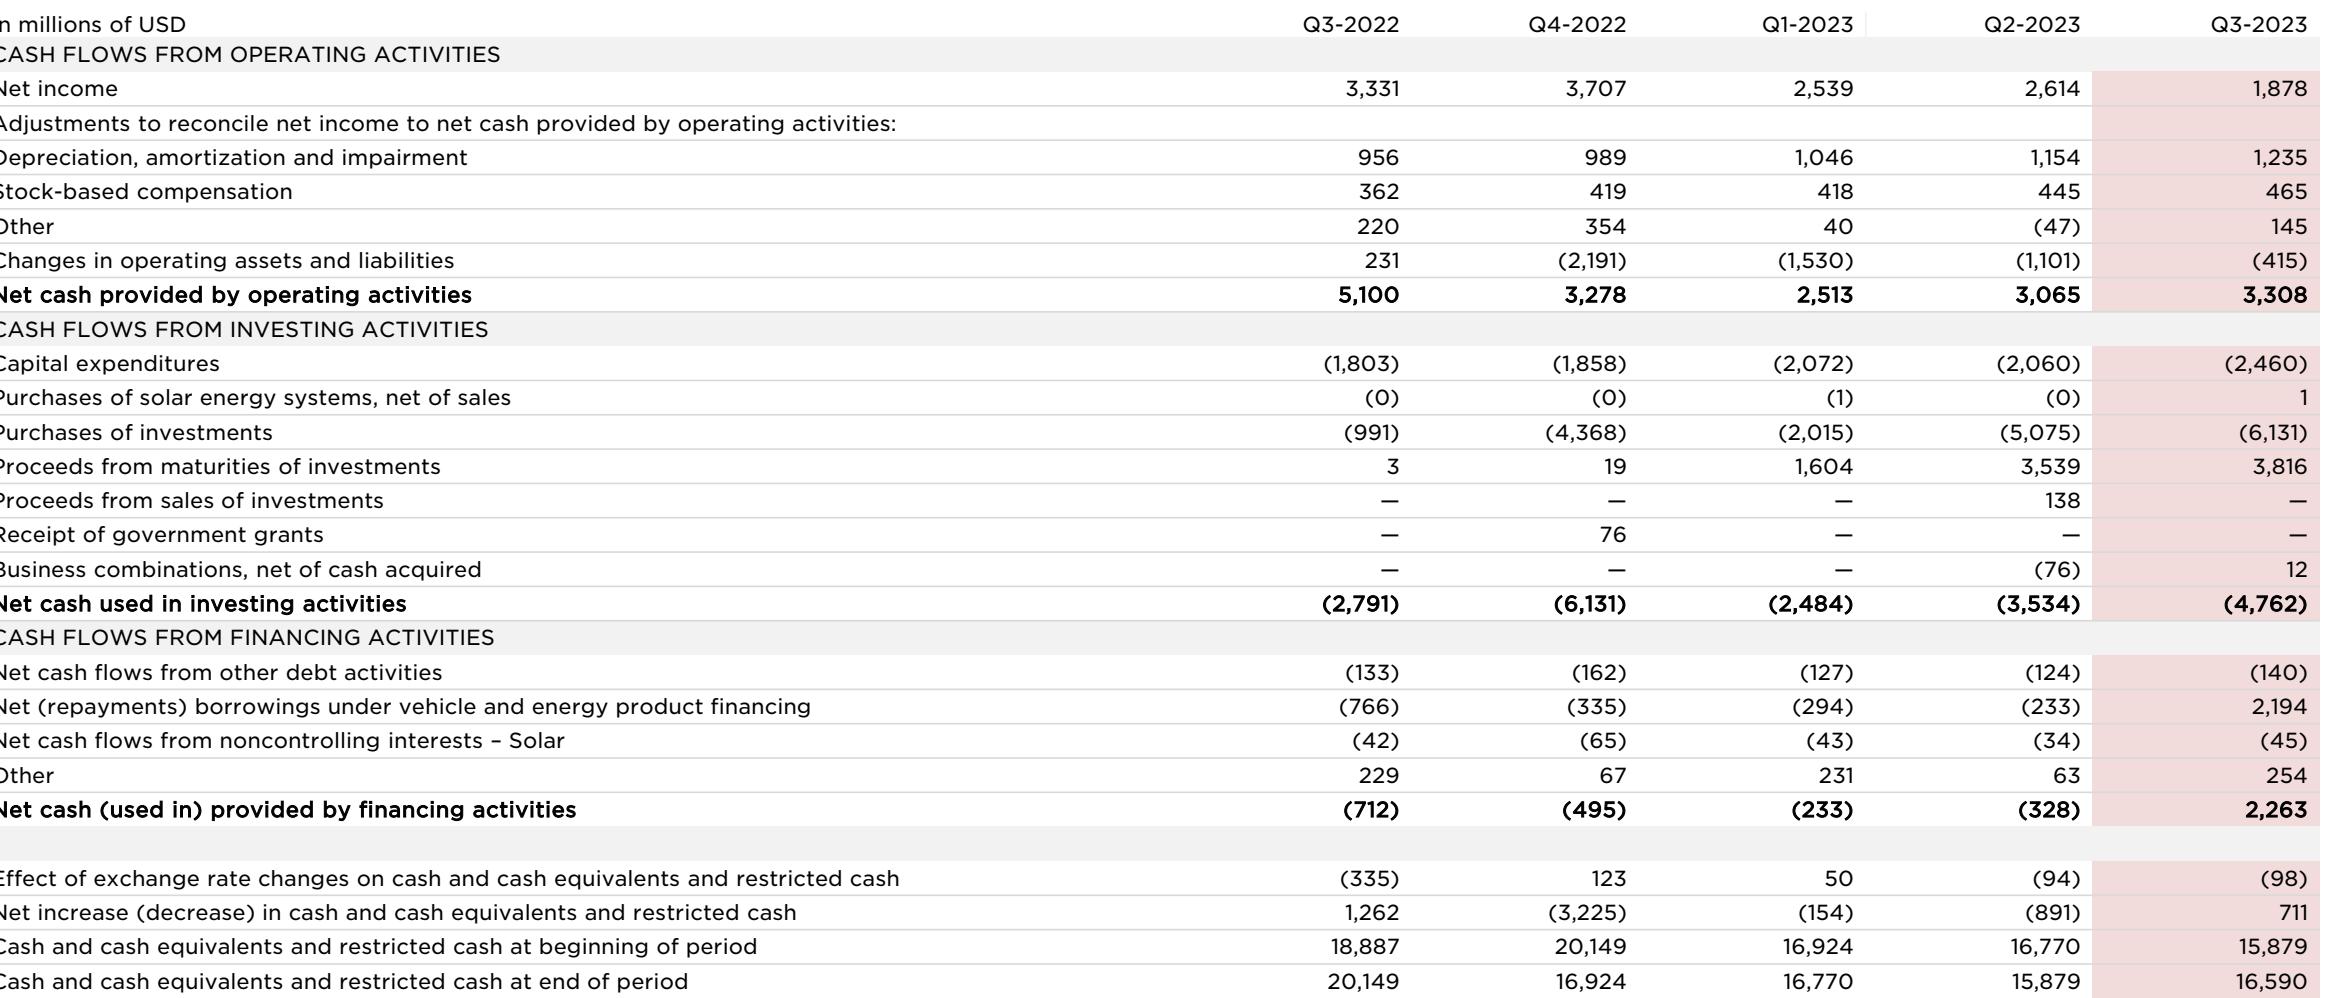 n millions of USD Q3-2022 Q4-2022 Q1-2023 Q2-2023 Q3-2023
CASH FLOWS FROM OPERATING ACTIVITIES
Net income 3,331 3,707 2,539 2,614 1,878
Adjustments to reconcile net income to net cash provided by operating activities:
Depreciation, amortization and impairment 956 989 1,046 1,154 1,235
Stock-based compensation 362 419 418 445 465
Other 220 354 40 (47) 145
Changes in operating assets and liabilities 231 (2,191) (1,530) (1,101) (415)
Net cash provided by operating activities 5,100 3,278 2,513 3,065 3,308
CASH FLOWS FROM INVESTING ACTIVITIES
Capital expenditures (1,803) (1,858) (2,072) (2,060) (2,460)
Purchases of solar energy systems, net of sales (0) (0) (1) (0) 1
Purchases of investments (991) (4,368) (2,015) (5,075) (6,131)
Proceeds from maturities of investments 3 19 1,604 3,539 3,816
Proceeds from sales of investments — — — 138 —
Receipt of government grants — 76 — — —
Business combinations, net of cash acquired — — — (76) 12
Net cash used in investing activities (2,791) (6,131) (2,484) (3,534) (4,762)
CASH FLOWS FROM FINANCING ACTIVITIES
Net cash flows from other debt activities (133) (162) (127) (124) (140)
Net (repayments) borrowings under vehicle and energy product financing (766) (335) (294) (233) 2,194
Net cash flows from noncontrolling interests – Solar (42) (65) (43) (34) (45)
Other 229 67 231 63 254
Net cash (used in) provided by financing activities (712) (495) (233) (328) 2,263
Effect of exchange rate changes on cash and cash equivalents and restricted cash (335) 123 50 (94) (98)
Net increase (decrease) in cash and cash equivalents and restricted cash 1,262 (3,225) (154) (891) 711
Cash and cash equivalents and restricted cash at beginning of period 18,887 20,149 16,924 16,770 15,879
Cash and cash equivalents and restricted cash at end of period 20,149 16,924 16,770 15,879 16,590